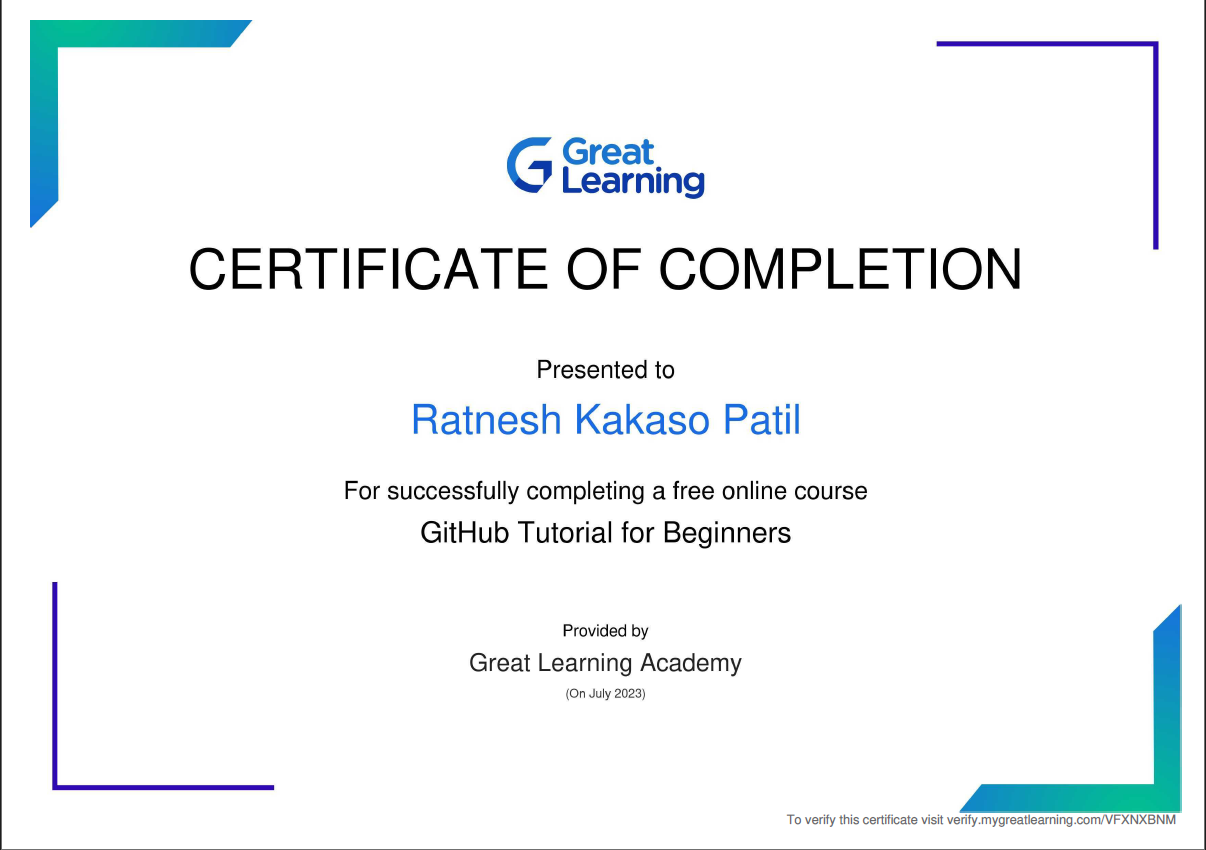 Great
Learning
CERTIFICATE OF COMPLETION
Presented to
Ratnesh Kakaso Patil
For successfully completing a free online course
GitHub Tutorial for Beginners
Provided by
Great Learning Academy
(On July 2023)
To verify this certificate visit verify.mygreatlearning.com/VFXNXBNM